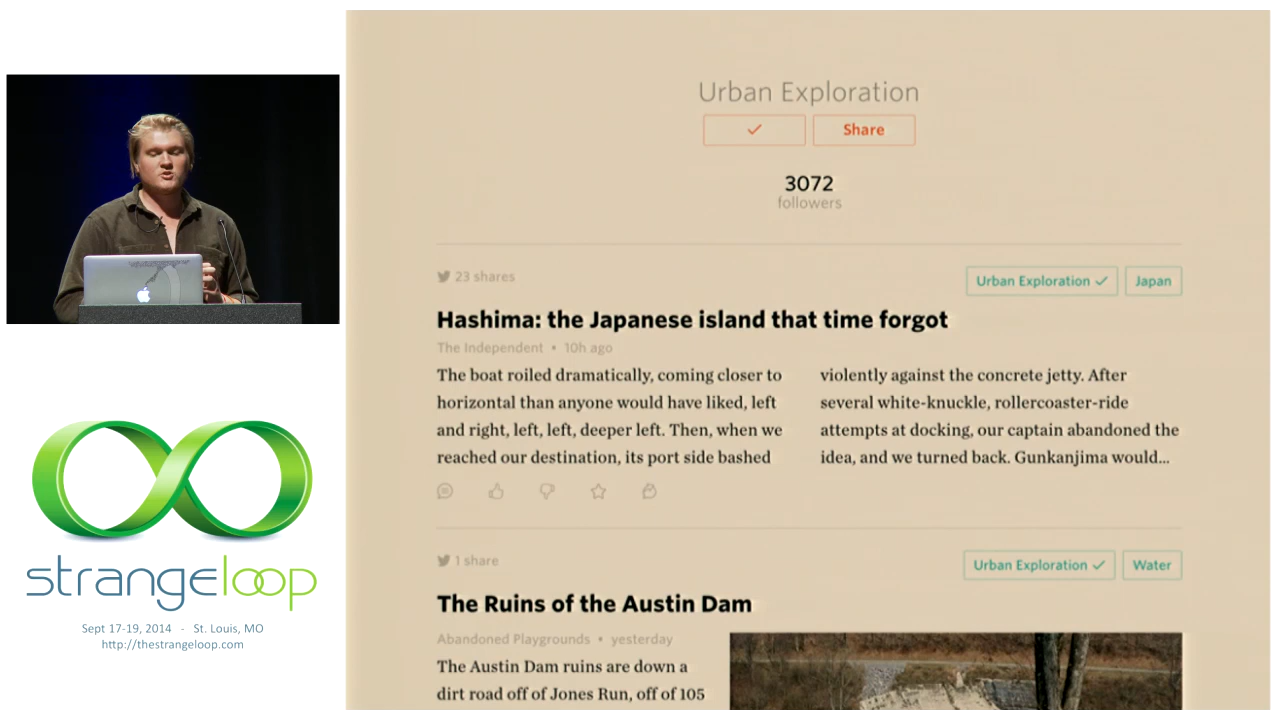 Urban Exploration
Share
3072
followers
23 shares
Urban Exploration
Japan
Hashima: the Japanese island that time forgot
The Independent • 10h ago
The boat roiled dramatically, coming closer to
horizontal than anyone would have liked, left
and right, left, left, deeper left. Then, when we
reached our destination, its port side bashed
violently against the concrete jetty. After
several white-knuckle, rollercoaster-ride
attempts at docking, our captain abandoned the
idea, and we turned back. Gunkanjima would...
1 share
Urban Exploration
Water
The Ruins of the Austin Dam
Abandoned Playgrounds • yesterday
The Austin Dam ruins are down a
dirt road off of Jones Run, off of 105
strangeloop
Sept 17-19, 2014 - St. Louis, MO
http://thestrangeloop.com